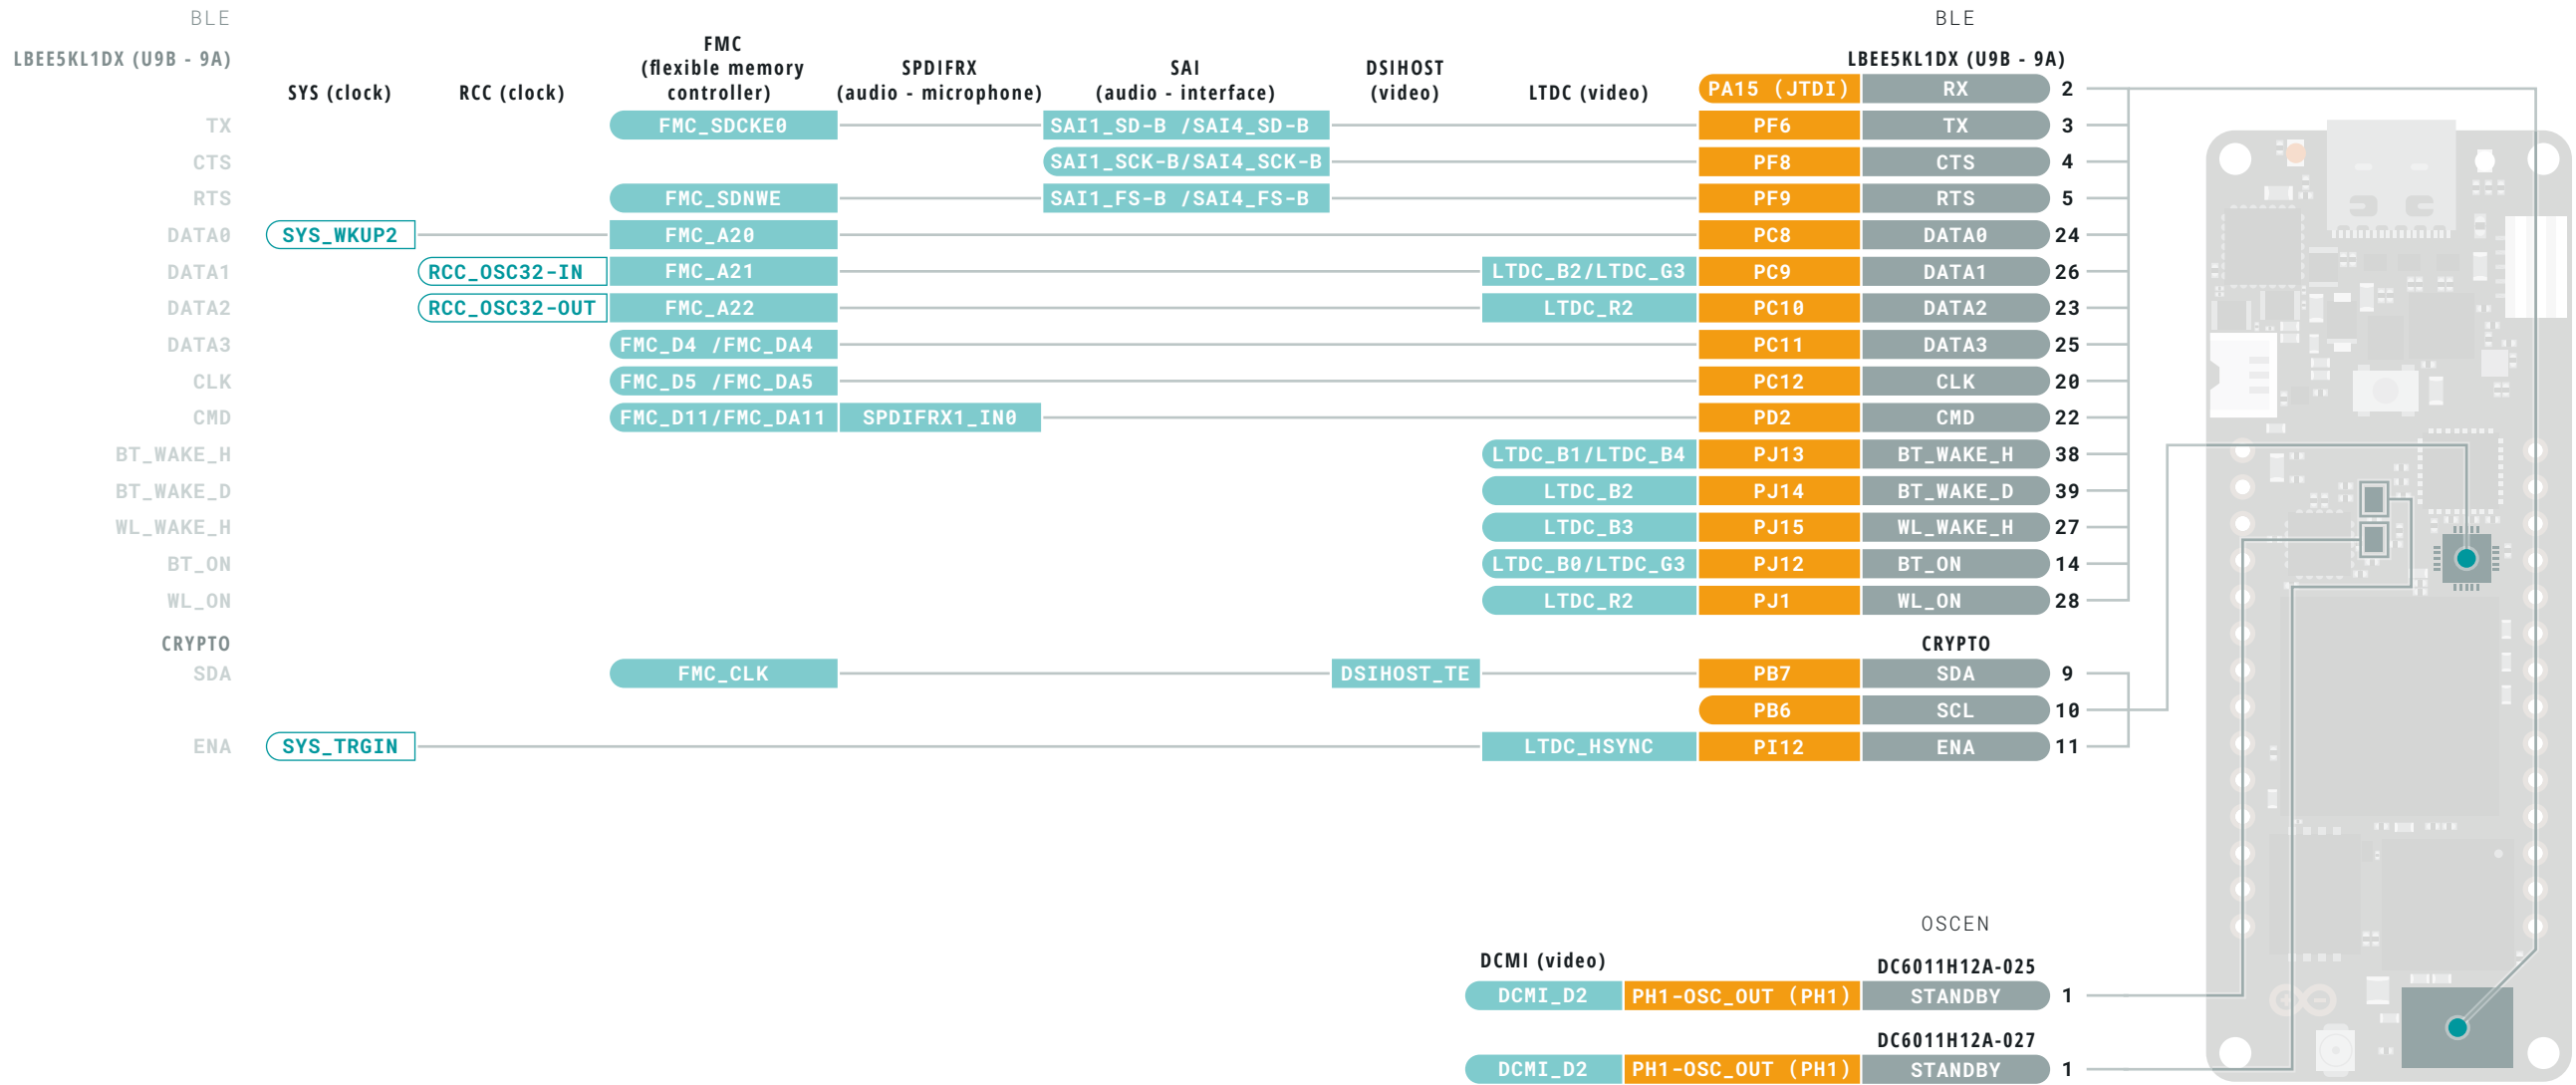 BLE BLE
LBEE5KL1DX (U9B - 9A) LBEE5KL1DX (U9B - 9A)
SYS (clock) RCC (clock) FMC (flexible memory controller) SPDIFRX (audio - microphone) SAI (audio - interface) DSIHOST (video) LTDC (video)
PA15 (JTDI) RX 2
TX FMC_SDCKE0 SAI1_SD-B /SAI4_SD-B PF6 TX 3
CTS SAI1_SCK-B/SAI4_SCK-B PF8 CTS 4
RTS FMC_SDNWE SAI1_FS-B /SAI4_FS-B PF9 RTS 5
DATA0 SYS_WKUP2 FMC_A20 PC8 DATA0 24
DATA1 RCC_OSC32-IN FMC_A21 LTDC_B2/LTDC_G3 PC9 DATA1 26
DATA2 RCC_OSC32-OUT FMC_A22 LTDC_R2 PC10 DATA2 23
DATA3 FMC_D4 /FMC_DA4 PC11 DATA3 25
CLK FMC_D5 /FMC_DA5 PC12 CLK 20
CMD FMC_D11/FMC_DA11 SPDIFRX1_IN0 PD2 CMD 22
BT_WAKE_H LTDC_B1/LTDC_B4 PJ13 BT_WAKE_H 38
BT_WAKE_D LTDC_B2 PJ14 BT_WAKE_D 39
WL_WAKE_H LTDC_B3 PJ15 WL_WAKE_H 27
BT_ON LTDC_B0/LTDC_G3 PJ12 BT_ON 14
WL_ON LTDC_R2 PJ1 WL_ON 28
CRYPTO CRYPTO
SDA FMC_CLK DSIHOST_TE PB7 SDA 9
PB6 SCL 10
ENA SYS_TRGIN LTDC_HSYNC PI12 ENA 11
OSCEN
DCMI (video) DC6011H12A-025
DCMI_D2 PH1-OSC_OUT (PH1) STANDBY 1
DC6011H12A-027
DCMI_D2 PH1-OSC_OUT (PH1) STANDBY 1